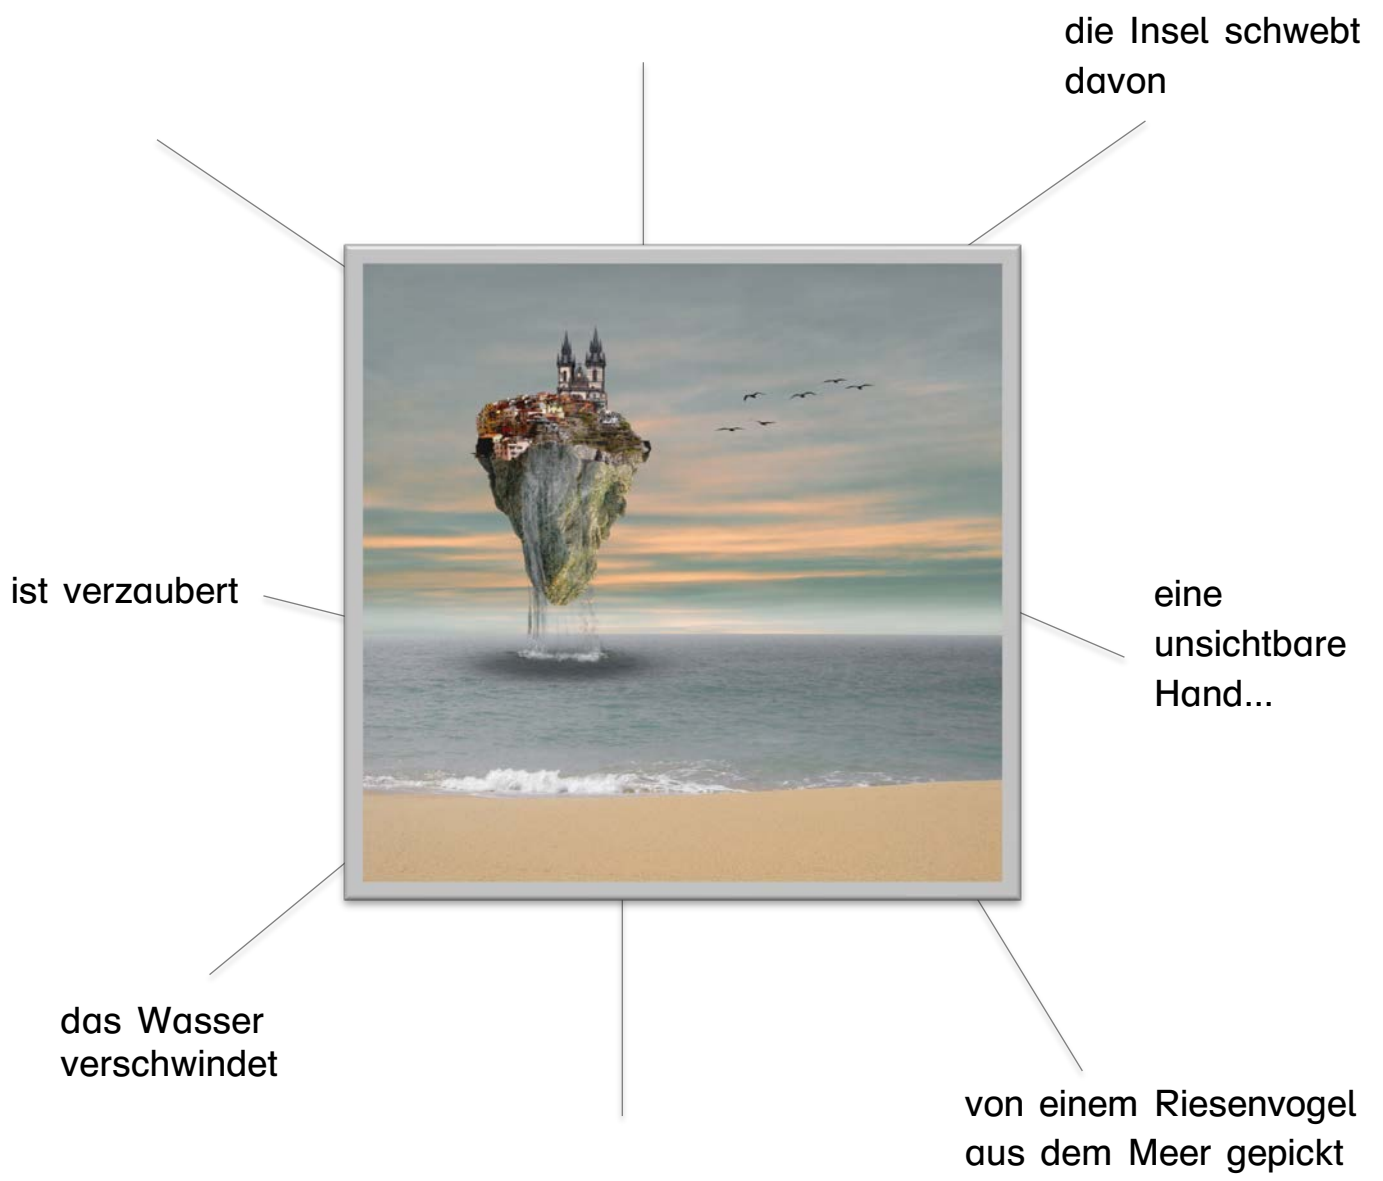 die Insel schwebt
davon
ist verzaubert
eine
unsichtbare
Hand...
das Wasser
verschwindet
von einem Riesenvogel
aus dem Meer gepickt